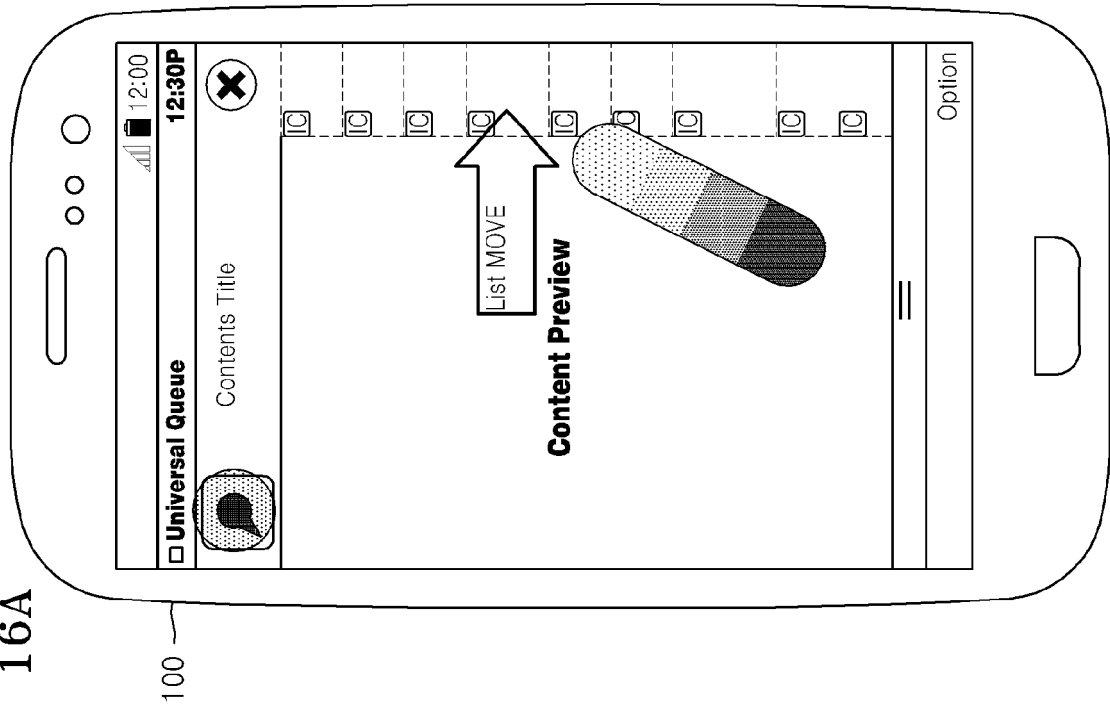 16A
100
12:00
Universal Queue 12:30P
Contents Title
IC
IC
IC
IC
List MOVE
Content Preview
IC
IC
IC
IC
IC
Option